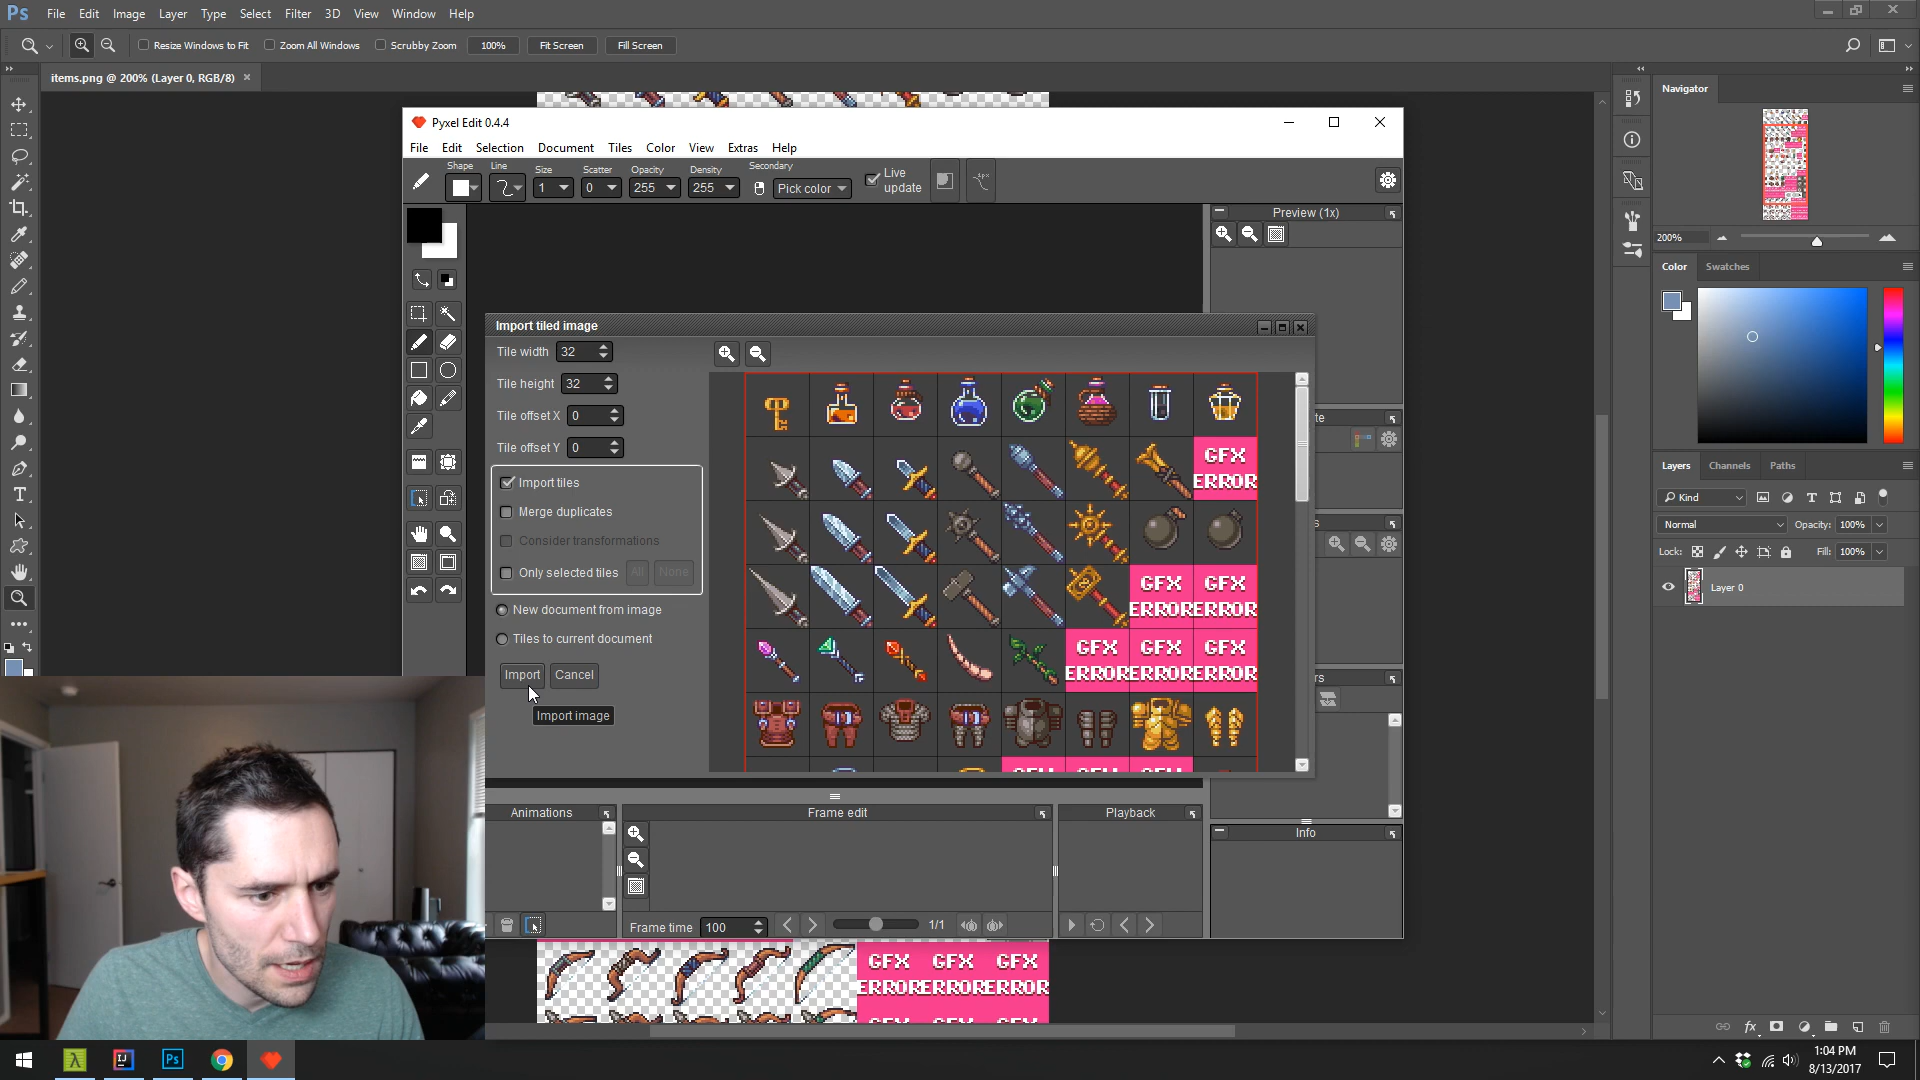 Ps File Edit Image Layer Type Select Filter 3D View Window Help
Resize Windows to Fit Zoom All Windows Scrubby Zoom 100% Fit Screen Fill Screen
items.png @ 200% (Layer 0, RGB/8)
Pyxel Edit 0.4.4
File Edit Selection Document Tiles Color View Extras Help
Shape Line Size Scatter Opacity Density Secondary
1 0 255 255 Pick color
Live
update
Preview (1x)
Import tiled image
Tile width 32
Tile height 32
Tile offset X 0
Tile offset Y 0
Import tiles
Merge duplicates
Consider transformations
Only selected tiles All None
New document from image
Tiles to current document
Import Cancel
Import image
GFX
ERROR
GFX GFX
ERROR ERROR
GFX GFX GFX
ERROR ERROR ERROR
Animations
Frame edit
Frame time 100
1/1
Playback
Info
GFX GFX GFX
ERROR ERROR ERROR
Navigator
200%
Color Swatches
Layers Channels Paths
Kind
Normal Opacity: 100%
Lock: Fill: 100%
Layer 0
T
fx
IJ
Ps
1:04 PM
8/13/2017